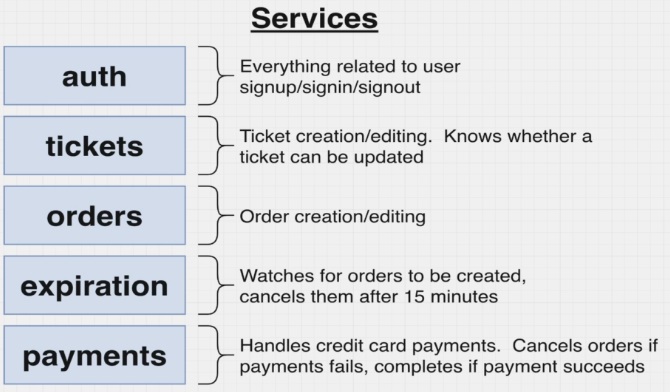 Services
auth
Everything related to user
signup/signin/signout
tickets
Ticket creation/editing. Knows whether a
ticket can be updated
orders
Order creation/editing
expiration
Watches for orders to be created,
cancels them after 15 minutes
payments
Handles credit card payments. Cancels orders if
payments fails, completes if payment succeeds